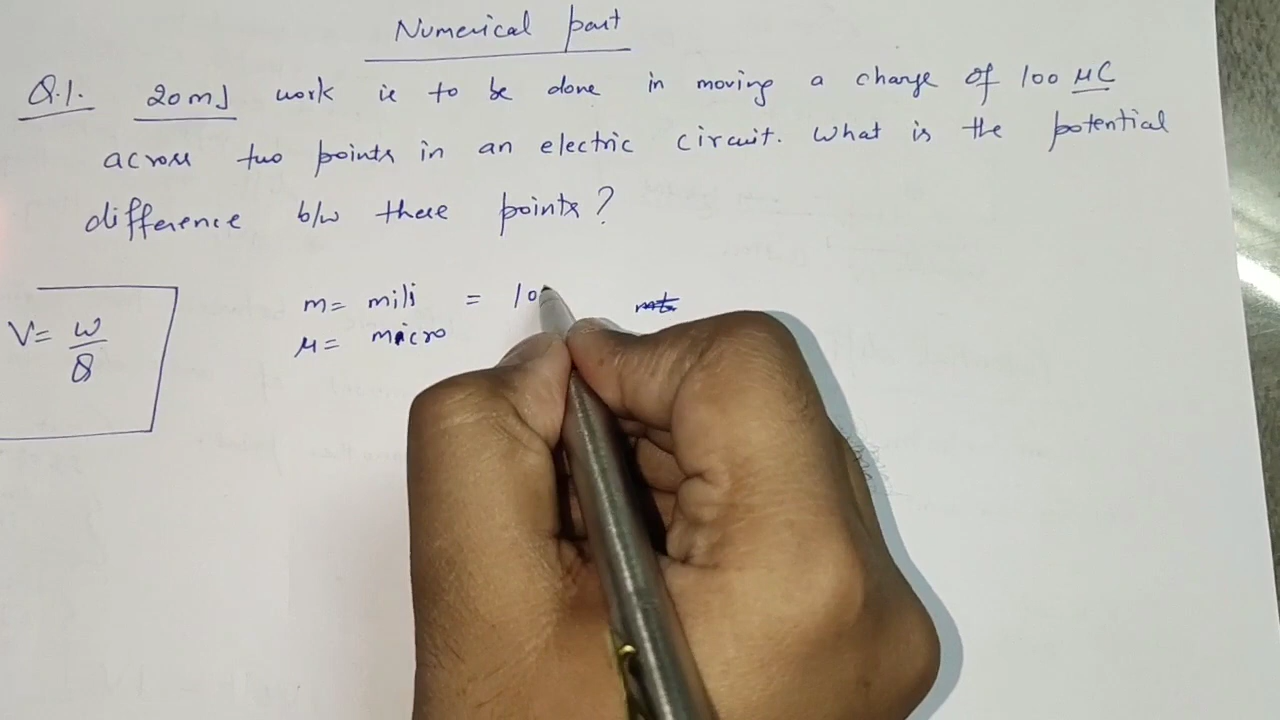 Numerical part
Q.1. 20mJ work is to be done in moving a charge of 100 μC
across two points in an electric circuit. What is the potential
difference b/w these points?
V = W/Q
m = mili = 10
μ = micro